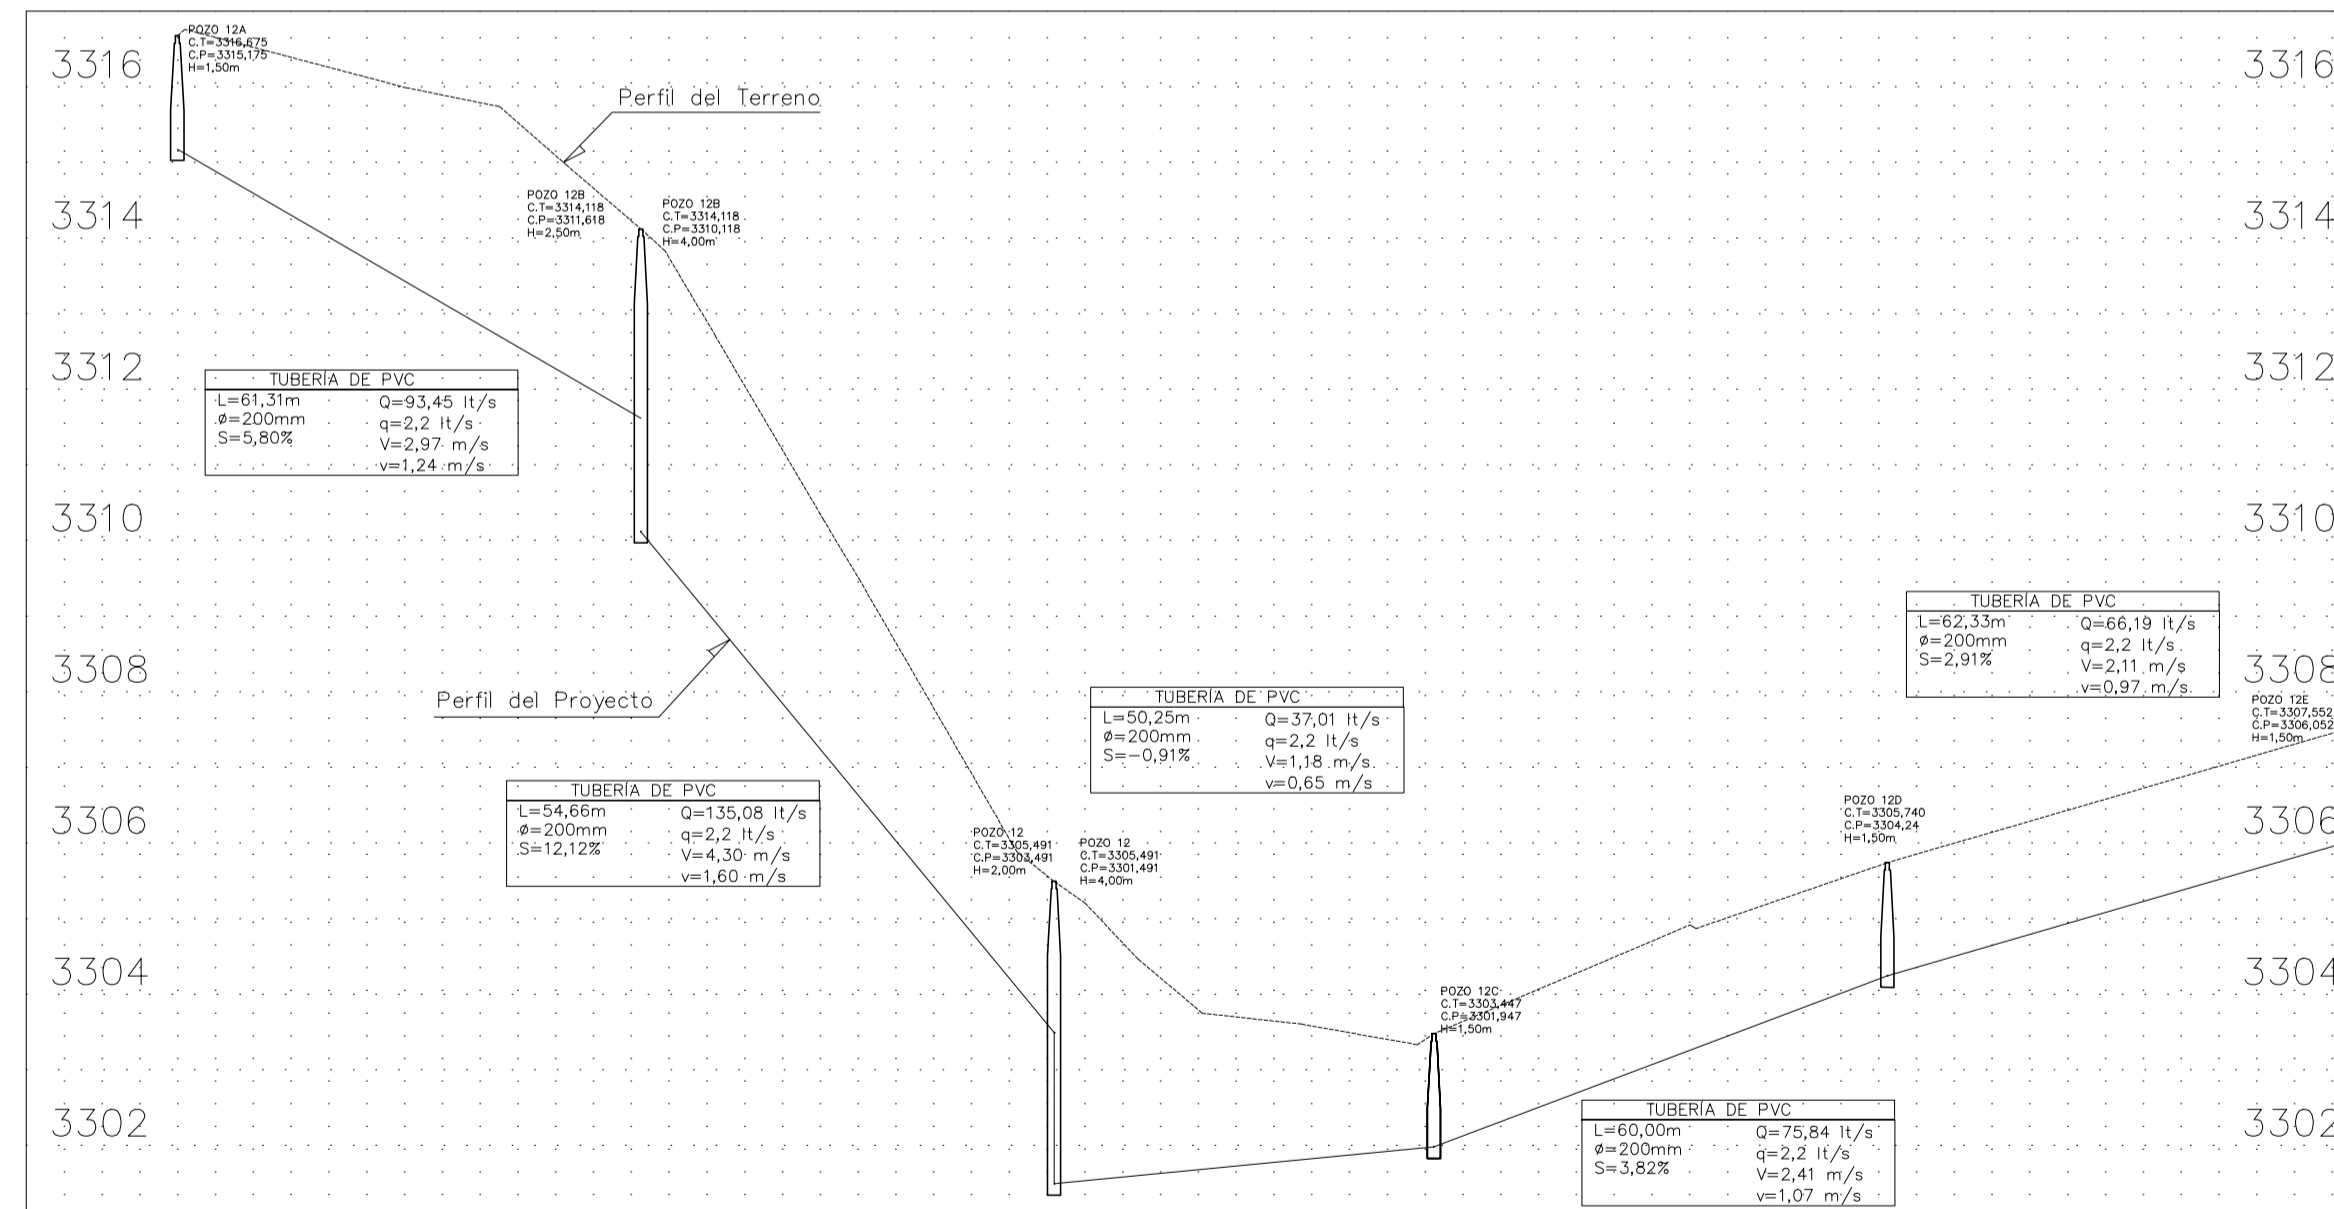 POZO 12A
C.T=3316,675
C.P=3315,175
H=1,50m
3316
3316
Perfil del Terreno
POZO 12B
C.T=3314,118
C.P=3311,618
H=2,50m
POZO 12B
C.T=3314,118
C.P=3310,118
H=4,00m
3314
3314
3312
3312
TUBERÍA DE PVC
L=61,31m Q=93,45 lt/s
ø=200mm q=2,2 lt/s
S=5,80% V=2,97 m/s
v=1,24 m/s
3310
3310
TUBERÍA DE PVC
L=62,33m Q=66,19 lt/s
ø=200mm q=2,2 lt/s
S=2,91% V=2,11 m/s
v=0,97 m/s
3308
3308
Perfil del Proyecto
TUBERÍA DE PVC
L=50,25m Q=37,01 lt/s
ø=200mm q=2,2 lt/s
S=-0,91% V=1,18 m/s
v=0,65 m/s
POZO 12E
C.T=3307,552
C.P=3306,052
H=1,50m
TUBERÍA DE PVC
L=54,66m Q=135,08 lt/s
ø=200mm q=2,2 lt/s
S=12,12% V=4,30 m/s
v=1,60 m/s
3306
3306
POZO 12
C.T=3305,491
C.P=3303,491
H=2,00m
POZO 12
C.T=3305,491
C.P=3301,491
H=4,00m
POZO 12D
C.T=3305,740
C.P=3304,24
H=1,50m
3304
3304
POZO 12C
C.T=3303,447
C.P=3301,947
H=1,50m
3302
3302
TUBERÍA DE PVC
L=60,00m Q=75,84 lt/s
ø=200mm q=2,2 lt/s
S=3,82% V=2,41 m/s
v=1,07 m/s